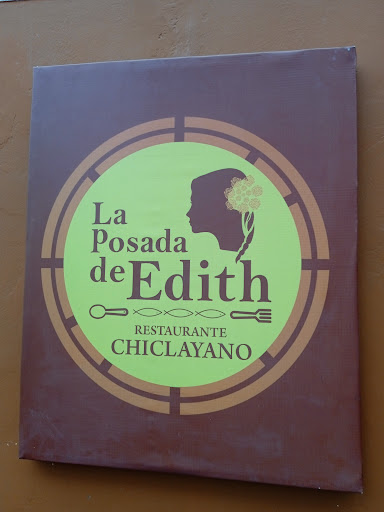 La
Posada
de Edith
RESTAURANTE
CHICLAYANO